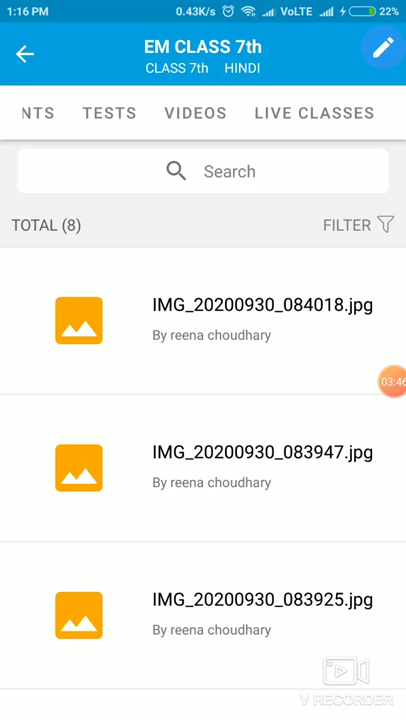 1:16 PM 0.43K/s VoLTE 22%
EM CLASS 7th
CLASS 7th HINDI
NTS TESTS VIDEOS LIVE CLASSES
Search
TOTAL (8) FILTER
IMG_20200930_084018.jpg
By reena choudhary
03:46
IMG_20200930_083947.jpg
By reena choudhary
IMG_20200930_083925.jpg
By reena choudhary
V RECORDER